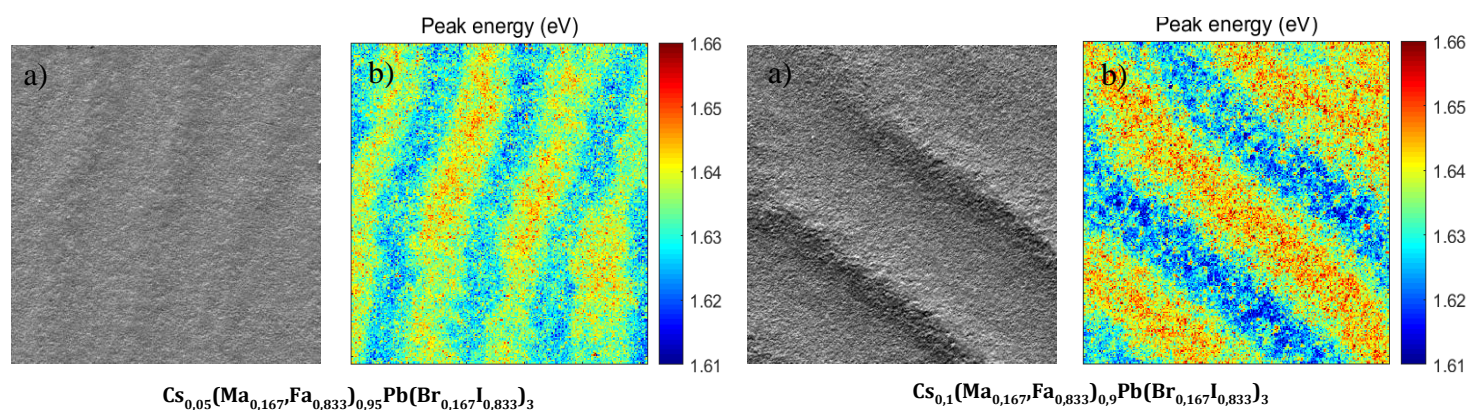 Peak energy (eV)
a)
b)
1.66
1.65
1.64
1.63
1.62
1.61
Cs0,05(Ma0,167,Fa0,833)0,95Pb(Br0,167I0,833)3
Peak energy (eV)
a)
b)
1.66
1.65
1.64
1.63
1.62
1.61
Cs0,1(Ma0,167,Fa0,833)0,9Pb(Br0,167I0,833)3